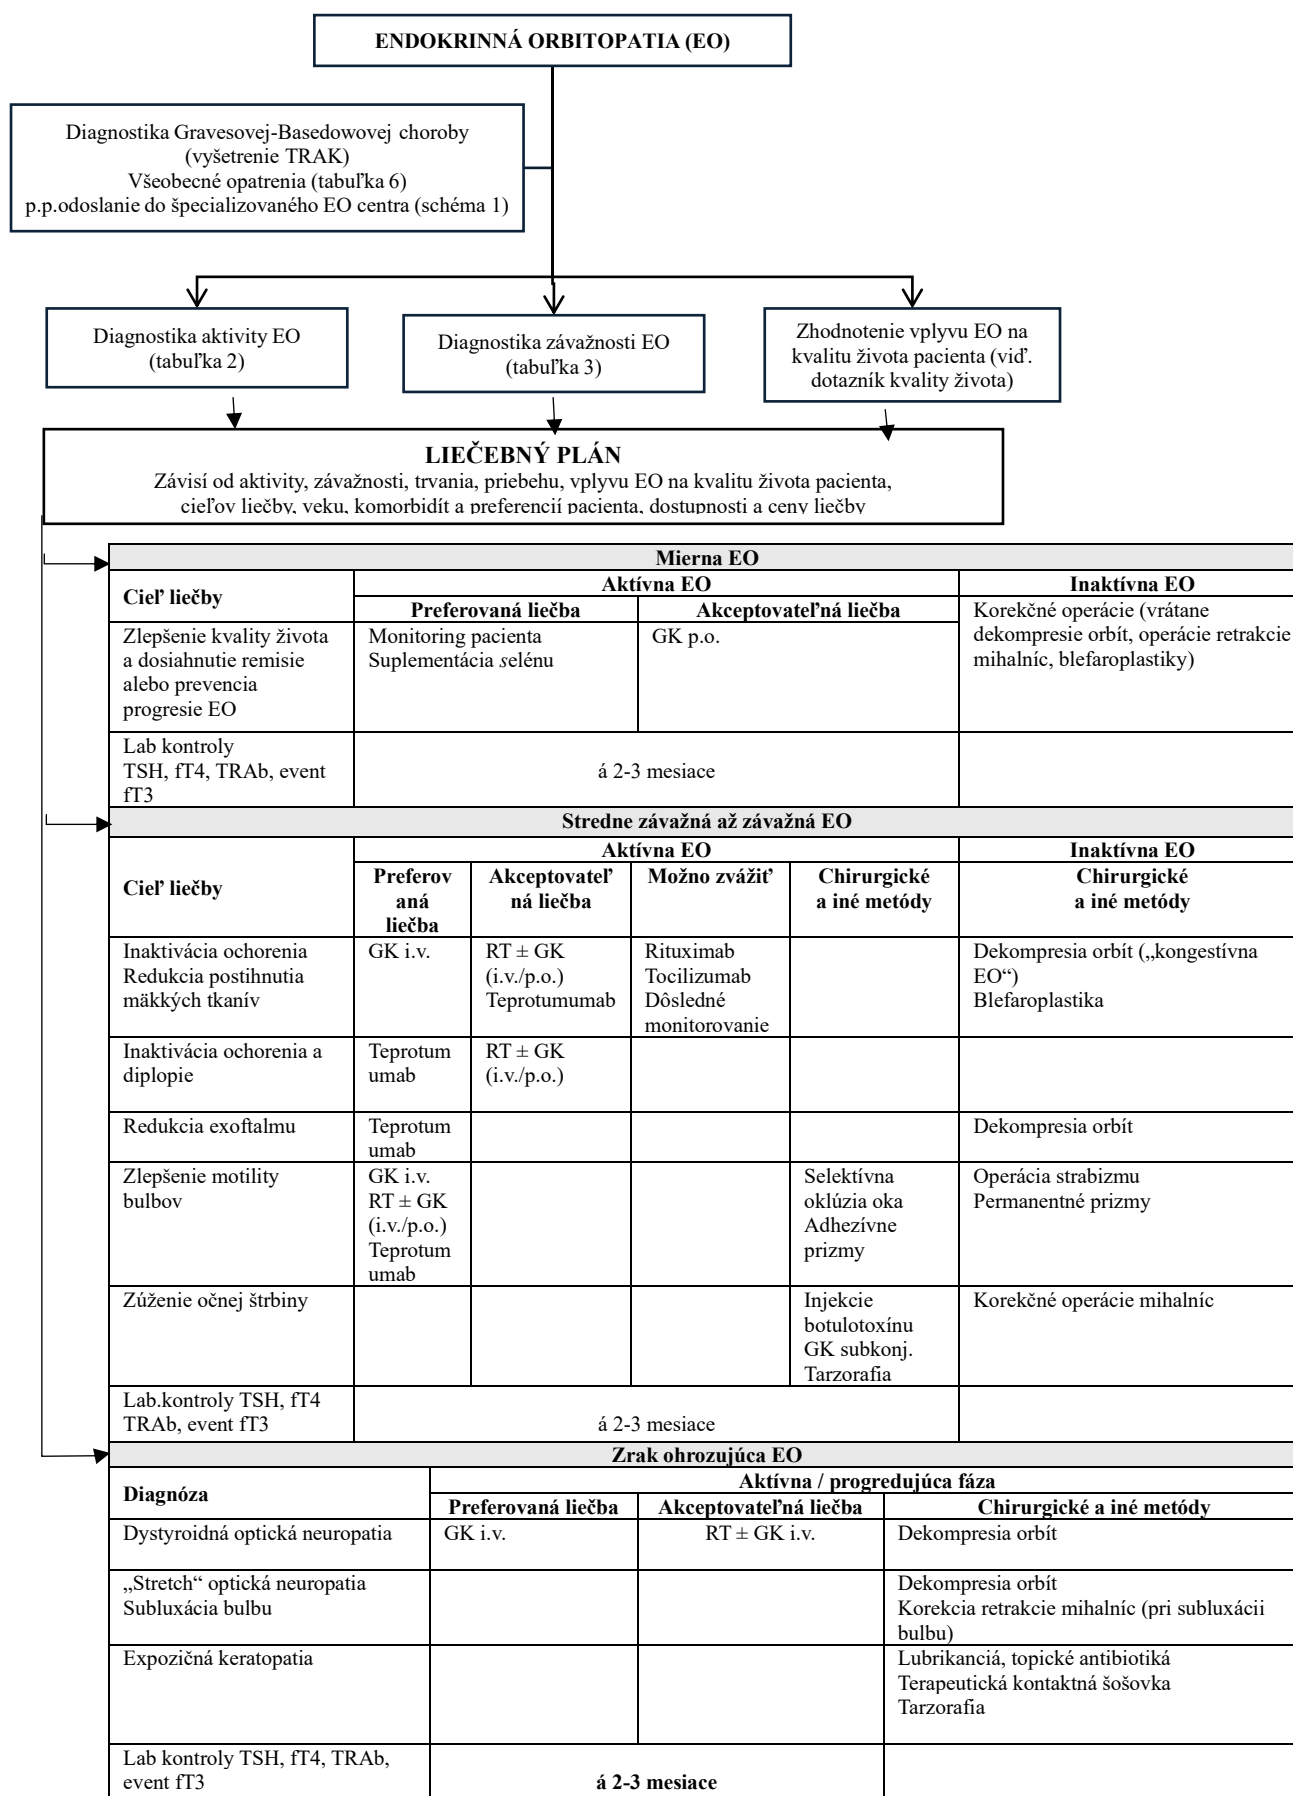 ENDOKRINNÁ ORBITOPATIA (EO)
Diagnostika Gravesovej-Basedowovej choroby
(vyšetrenie TRAK)
Všeobecné opatrenia (tabuľka 6)
p.p.odoslanie do špecializovaného EO centra (schéma 1)
Diagnostika aktivity EO
(tabuľka 2)
Diagnostika závažnosti EO
(tabuľka 3)
Zhodnotenie vplyvu EO na
kvalitu života pacienta (viď.
dotazník kvality života)
LIEČEBNÝ PLÁN
Závisí od aktivity, závažnosti, trvania, priebehu, vplyvu EO na kvalitu života pacienta,
cieľov liečby, veku, komorbidít a preferencií pacienta, dostupnosti a ceny liečby
Mierna EO
Cieľ liečby
Aktívna EO
Inaktívna EO
Preferovaná liečba
Akceptovateľná liečba
Korekčné operácie (vrátane
dekompresie orbít, operácie retrakcie
mihalníc, blefaroplastiky)
Zlepšenie kvality života
a dosiahnutie remisie
alebo prevencia
progresie EO
Monitoring pacienta
Suplementácia selénu
GK p.o.
Lab kontroly
TSH, fT4, TRAb, event
fT3
á 2-3 mesiace
Stredne závažná až závažná EO
Cieľ liečby
Aktívna EO
Inaktívna EO
Preferov
aná
liečba
Akceptovateľ
ná liečba
Možno zvážiť
Chirurgické
a iné metódy
Chirurgické
a iné metódy
Inaktivácia ochorenia
Redukcia postihnutia
mäkkých tkanív
GK i.v.
RT ± GK
(i.v./p.o.)
Teprotumumab
Rituximab
Tocilizumab
Dôsledné
monitorovanie
Dekompresia orbít („kongestívna
EO“)
Blefaroplastika
Inaktivácia ochorenia a
diplopie
Teprotum
umab
RT ± GK
(i.v./p.o.)
Redukcia exoftalmu
Teprotum
umab
Dekompresia orbít
Zlepšenie motility
bulbov
GK i.v.
RT ± GK
(i.v./p.o.)
Teprotum
umab
Selektívna
oklúzia oka
Adhezívne
prizmy
Operácia strabizmu
Permanentné prizmy
Zúženie očnej štrbiny
Injekcie
botulotoxínu
GK subkonj.
Tarzorafia
Korekčné operácie mihalníc
Lab.kontroly TSH, fT4
TRAb, event fT3
á 2-3 mesiace
Zrak ohrozujúca EO
Diagnóza
Aktívna / progredujúca fáza
Preferovaná liečba
Akceptovateľná liečba
Chirurgické a iné metódy
Dystyroidná optická neuropatia
GK i.v.
RT ± GK i.v.
Dekompresia orbít
„Stretch“ optická neuropatia
Subluxácia bulbu
Dekompresia orbít
Korekcia retrakcie mihalníc (pri subluxácii
bulbu)
Expozičná keratopatia
Lubrikanciá, topické antibiotiká
Terapeutická kontaktná šošovka
Tarzorafia
Lab kontroly TSH, fT4, TRAb,
event fT3
á 2-3 mesiace